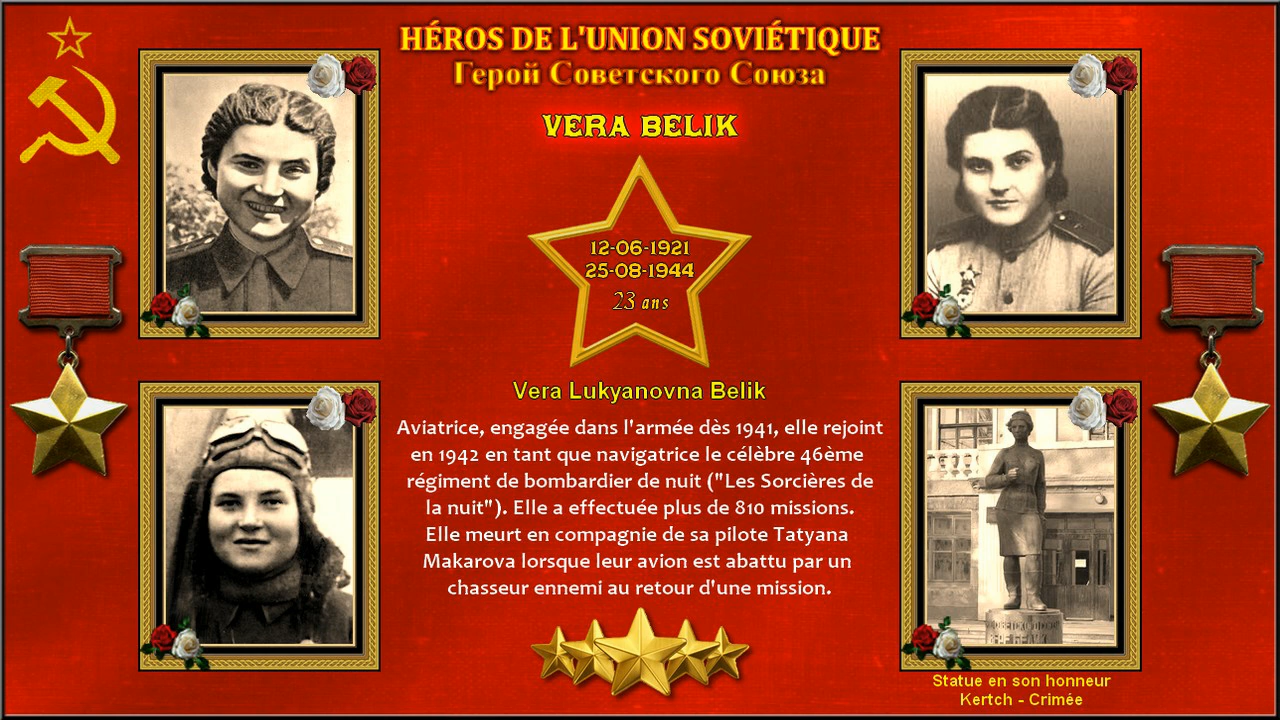 HÉROS DE L'UNION SOVIÉTIQUE
Герой Советского Союза
VERA BELIK
12-06-1921
25-08-1944
23 ans
Vera Lukyanovna Belik
Aviatrice, engagée dans l'armée dès 1941, elle rejoint
en 1942 en tant que navigatrice le célèbre 46ème
régiment de bombardier de nuit ("Les Sorcières de
la nuit"). Elle a effectuée plus de 810 missions.
Elle meurt en compagnie de sa pilote Tatyana
Makarova lorsque leur avion est abattu par un
chasseur ennemi au retour d'une mission.
Statue en son honneur
Kertch - Crimée